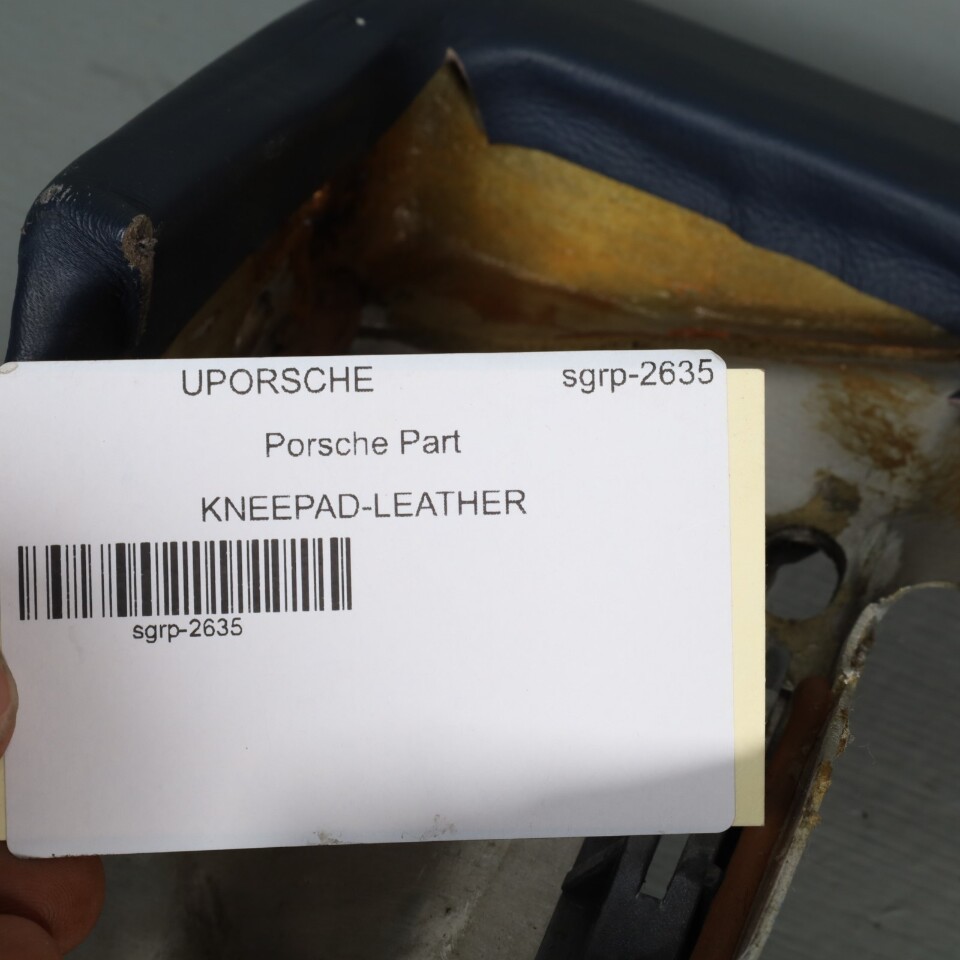 UPORSCHE sgrp-2635
Porsche Part
KNEEPAD-LEATHER
sgrp-2635